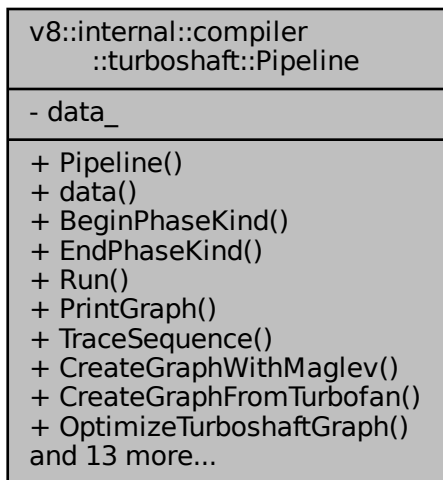 v8::internal::compiler
::turboshaft::Pipeline
- data_
+ Pipeline()
+ data()
+ BeginPhaseKind()
+ EndPhaseKind()
+ Run()
+ PrintGraph()
+ TraceSequence()
+ CreateGraphWithMaglev()
+ CreateGraphFromTurbofan()
+ OptimizeTurboshaftGraph()
and 13 more...